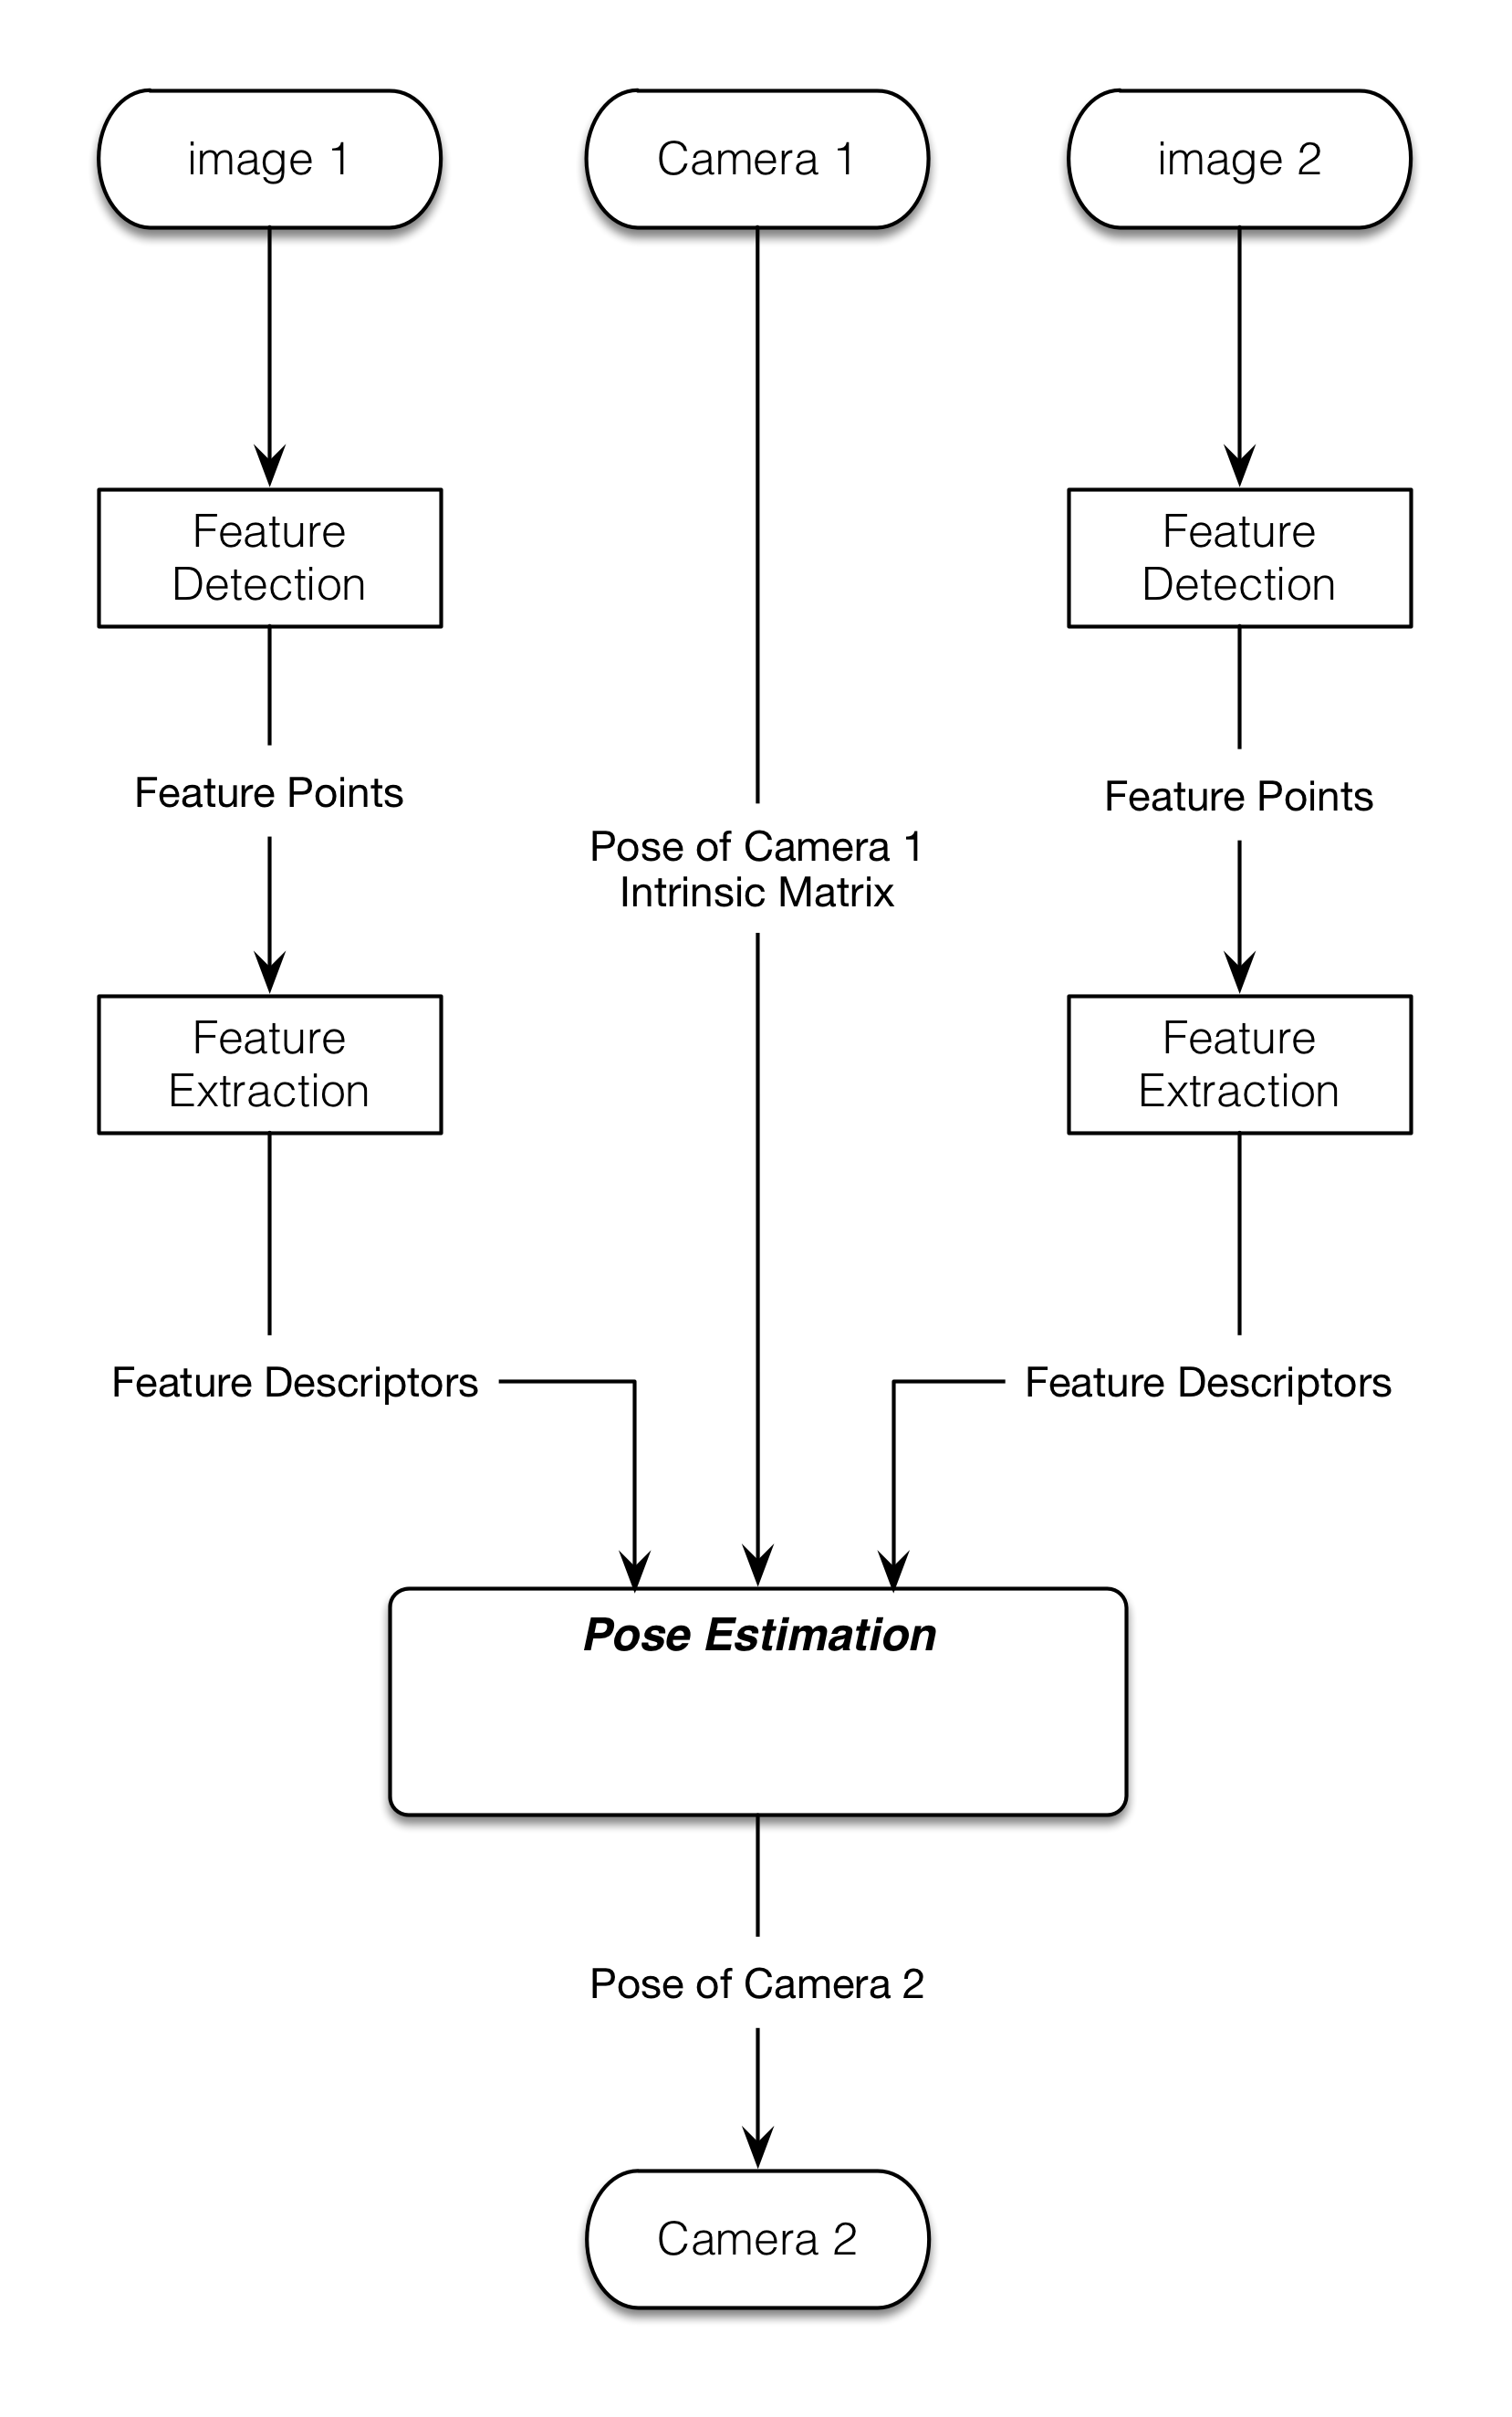 image 1
Camera 1
image 2
Feature
Detection
Feature
Detection
Feature Points
Feature Points
Pose of Camera 1
Intrinsic Matrix
Feature
Extraction
Feature
Extraction
Feature Descriptors
Feature Descriptors
Pose Estimation
Pose of Camera 2
Camera 2